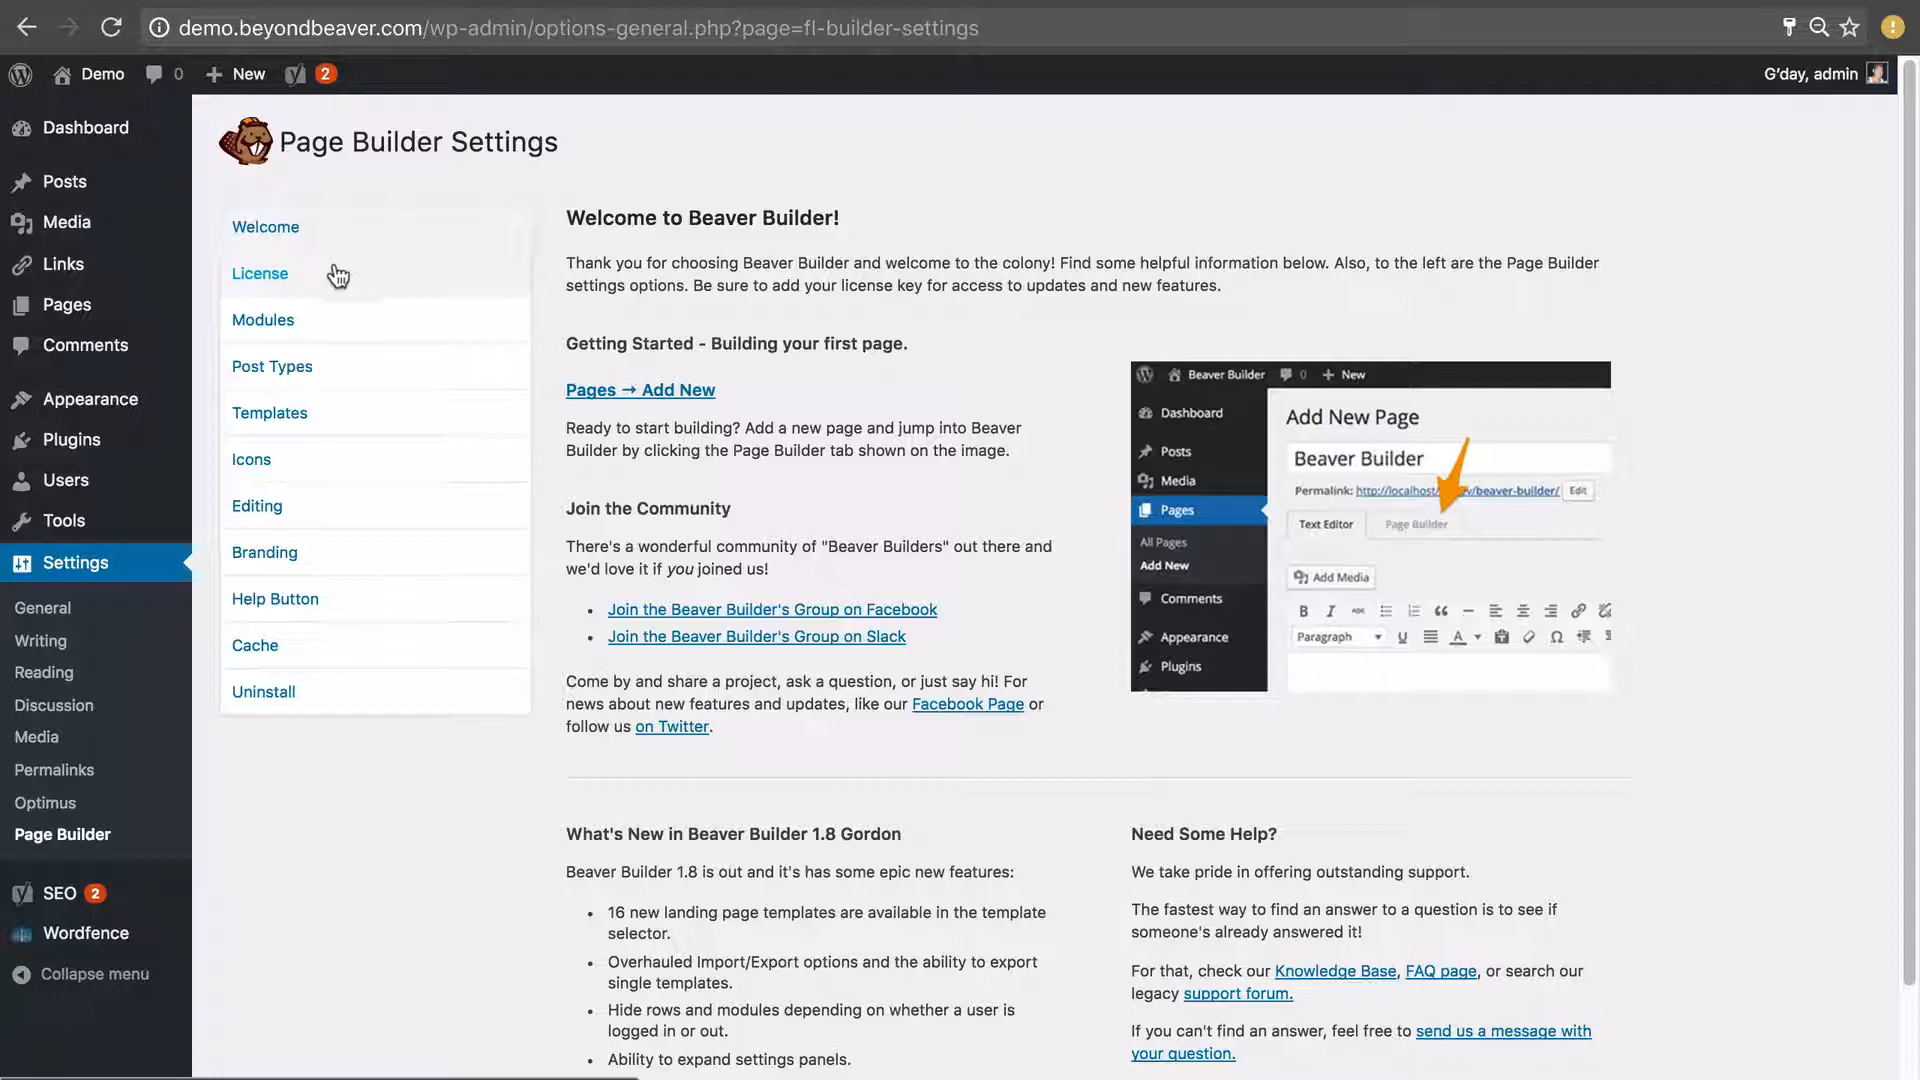 demo.beyondbeaver.com/wp-admin/options-general.php?page=fl-builder-settings
Demo
0
New
2
G'day, admin
Dashboard
Posts
Media
Links
Pages
Comments
Appearance
Plugins
Users
Tools
Settings
General
Writing
Reading
Discussion
Media
Permalinks
Optimus
Page Builder
SEO 2
Wordfence
Collapse menu
Page Builder Settings
Welcome
License
Modules
Post Types
Templates
Icons
Editing
Branding
Help Button
Cache
Uninstall
Welcome to Beaver Builder!
Thank you for choosing Beaver Builder and welcome to the colony! Find some helpful information below. Also, to the left are the Page Builder
settings options. Be sure to add your license key for access to updates and new features.
Getting Started - Building your first page.
Pages → Add New
Ready to start building? Add a new page and jump into Beaver
Builder by clicking the Page Builder tab shown on the image.
Join the Community
There's a wonderful community of "Beaver Builders" out there and
we'd love it if you joined us!
• Join the Beaver Builder's Group on Facebook
• Join the Beaver Builder's Group on Slack
Come by and share a project, ask a question, or just say hi! For
news about new features and updates, like our Facebook Page or
follow us on Twitter.
Beaver Builder
0
New
Dashboard
Posts
Media
Pages
All Pages
Add New
Comments
Appearance
Plugins
Add New Page
Beaver Builder
Permalink: http://localhost/ /beaver-builder/ Edit
Text Editor
Page Builder
Add Media
B I ABC
Paragraph
U
A
Ω
What's New in Beaver Builder 1.8 Gordon
Beaver Builder 1.8 is out and it's has some epic new features:
• 16 new landing page templates are available in the template
selector.
• Overhauled Import/Export options and the ability to export
single templates.
• Hide rows and modules depending on whether a user is
logged in or out.
• Ability to expand settings panels.
Need Some Help?
We take pride in offering outstanding support.
The fastest way to find an answer to a question is to see if
someone's already answered it!
For that, check our Knowledge Base, FAQ page, or search our
legacy support forum.
If you can't find an answer, feel free to send us a message with
your question.